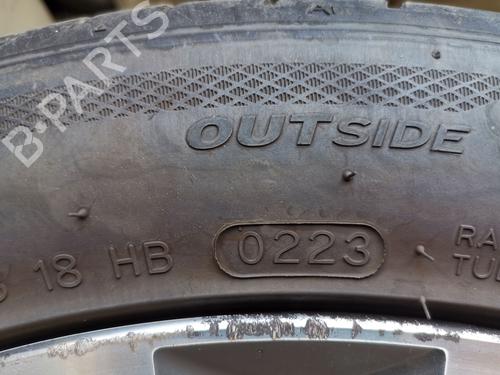 B-PARTS
OUTSIDE
18 HB 0223 RA
TU